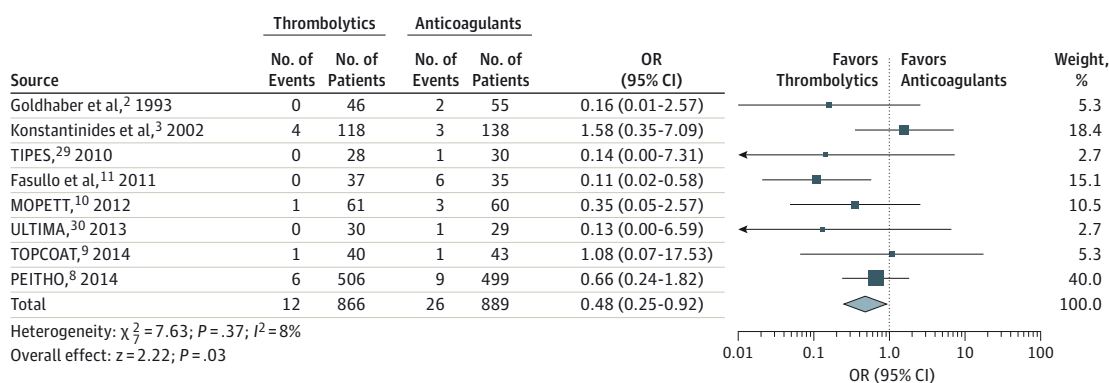 Thrombolytics Anticoagulants
No. of No. of No. of No. of OR Favors Favors Weight,
Source Events Patients Events Patients (95% CI) Thrombolytics Anticoagulants %
Goldhaber et al,2 1993 0 46 2 55 0.16 (0.01-2.57) 5.3
Konstantinides et al,3 2002 4 118 3 138 1.58 (0.35-7.09) 18.4
TIPES,29 2010 0 28 1 30 0.14 (0.00-7.31) 2.7
Fasullo et al,11 2011 0 37 6 35 0.11 (0.02-0.58) 15.1
MOPETT,10 2012 1 61 3 60 0.35 (0.05-2.57) 10.5
ULTIMA,30 2013 0 30 1 29 0.13 (0.00-6.59) 2.7
TOPCOAT,9 2014 1 40 1 43 1.08 (0.07-17.53) 5.3
PEITHO,8 2014 6 506 9 499 0.66 (0.24-1.82) 40.0
Total 12 866 26 889 0.48 (0.25-0.92) 100.0
Heterogeneity: χ²₇ = 7.63; P = .37; I² = 8%
Overall effect: z = 2.22; P = .03
0.01 0.1 1.0 10 100
OR (95% CI)